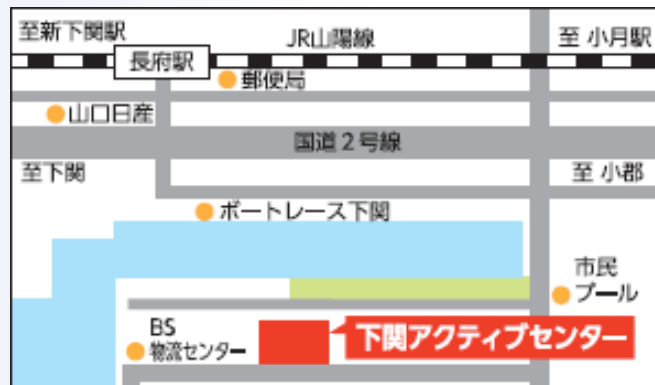 至新下関駅
JR山陽線
至 小月駅
長府駅
郵便局
山口日産
国道2号線
至下関
至 小郡
ボートレース下関
市民
プール
BS
物流センター
下関アクティブセンター